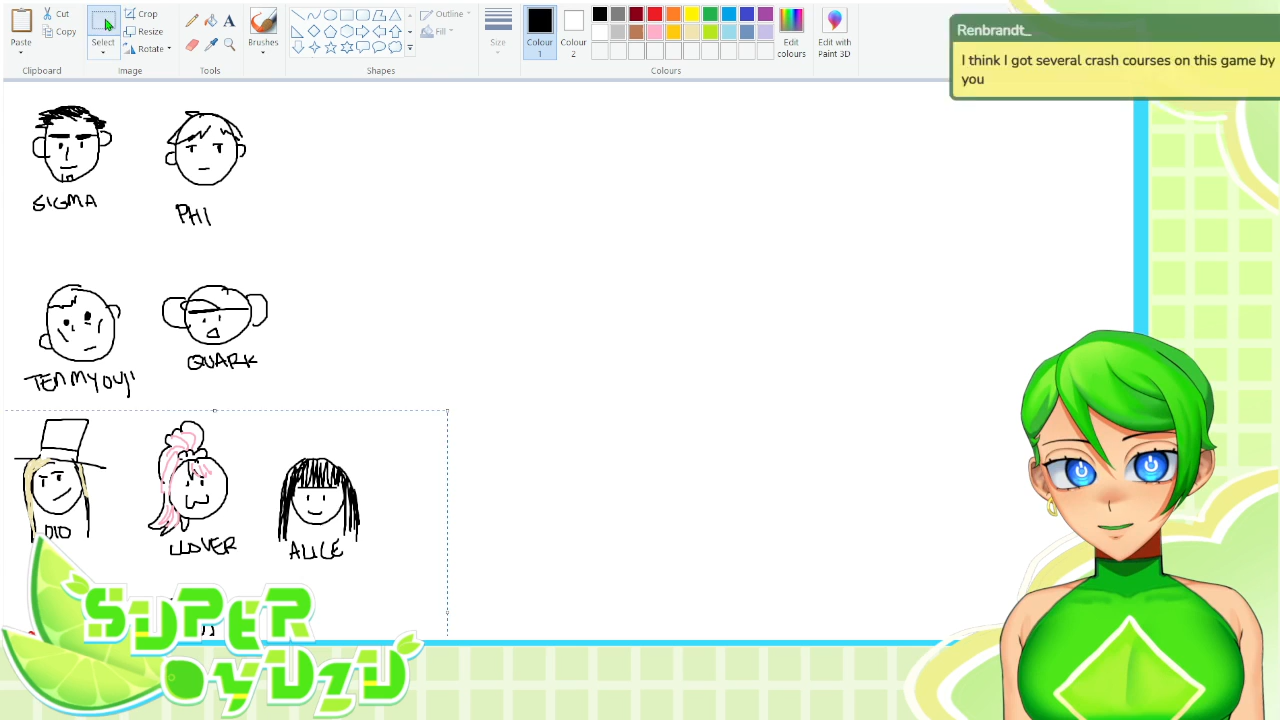 Cut
Crop
Resize
Rotate
Paste
Select
Brushes
Outline
Fill
Size
Colour
1
Colour
2
Edit
colours
Edit with
Paint 3D
Clipboard
Image
Tools
Shapes
Colours
Renbrandt_
I think I got several crash courses on this game by
you
SIGMA
PHI
TENMYOUJI
QUARK
DIO
CLOVER
ALICE
SUPER
OYDZD